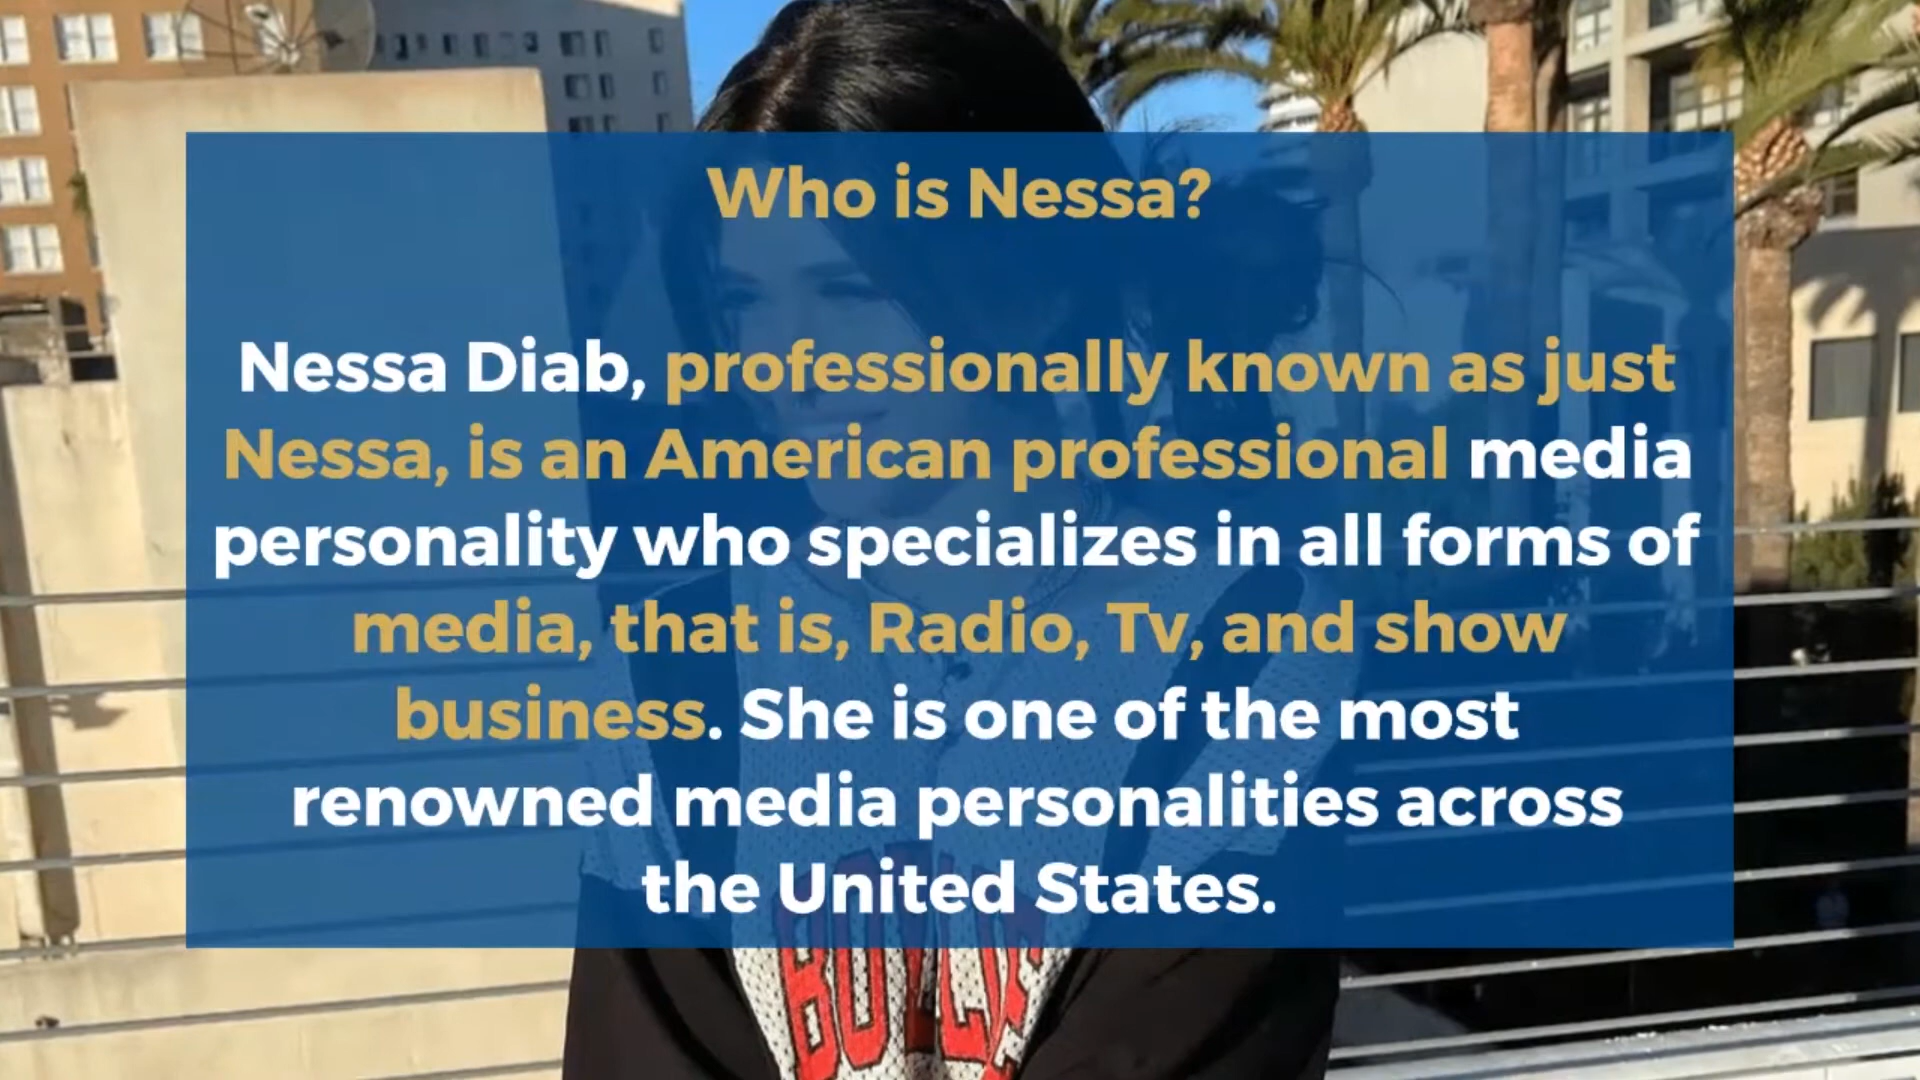 Who is Nessa?
Nessa Diab, professionally known as just
Nessa, is an American professional media
personality who specializes in all forms of
media, that is, Radio, Tv, and show
business. She is one of the most
renowned media personalities across
the United States.